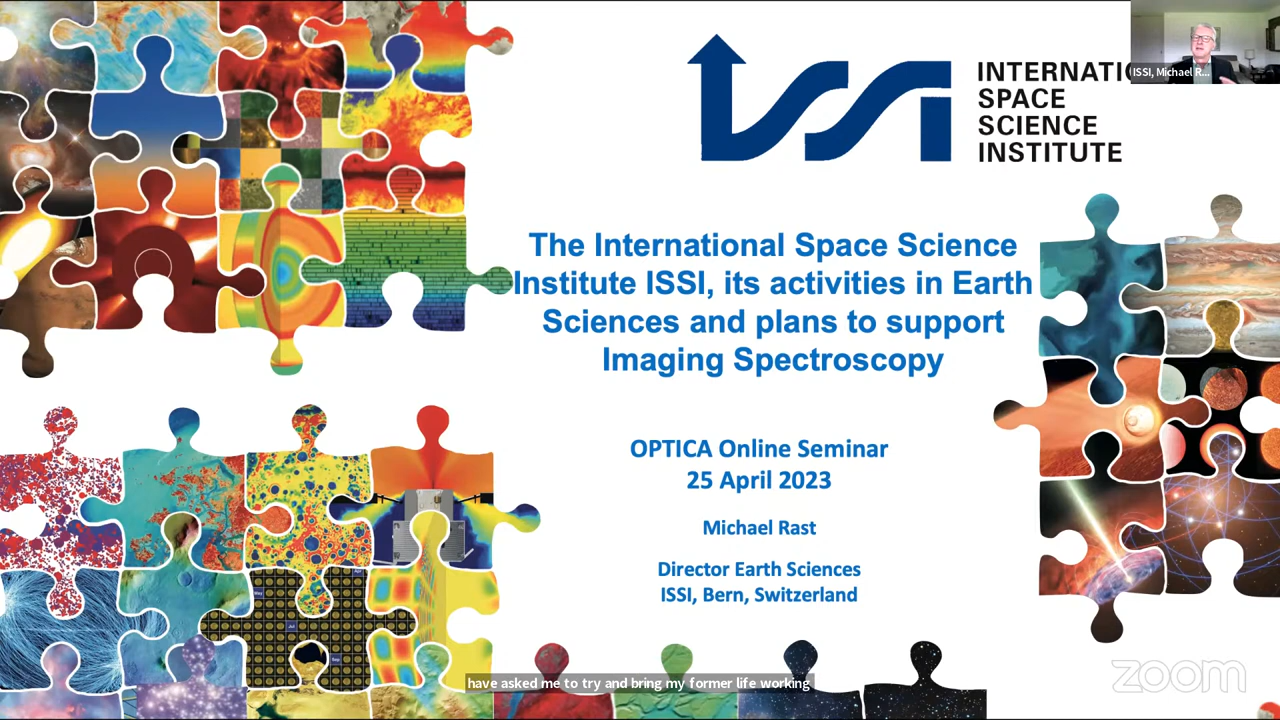 ISSI
INTERNATI
SPACE
SCIENCE
INSTITUTE
ISSI, Michael R...
The International Space Science
Institute ISSI, its activities in Earth
Sciences and plans to support
Imaging Spectroscopy
OPTICA Online Seminar
25 April 2023
Michael Rast
Director Earth Sciences
ISSI, Bern, Switzerland
have asked me to try and bring my former life working
zoom